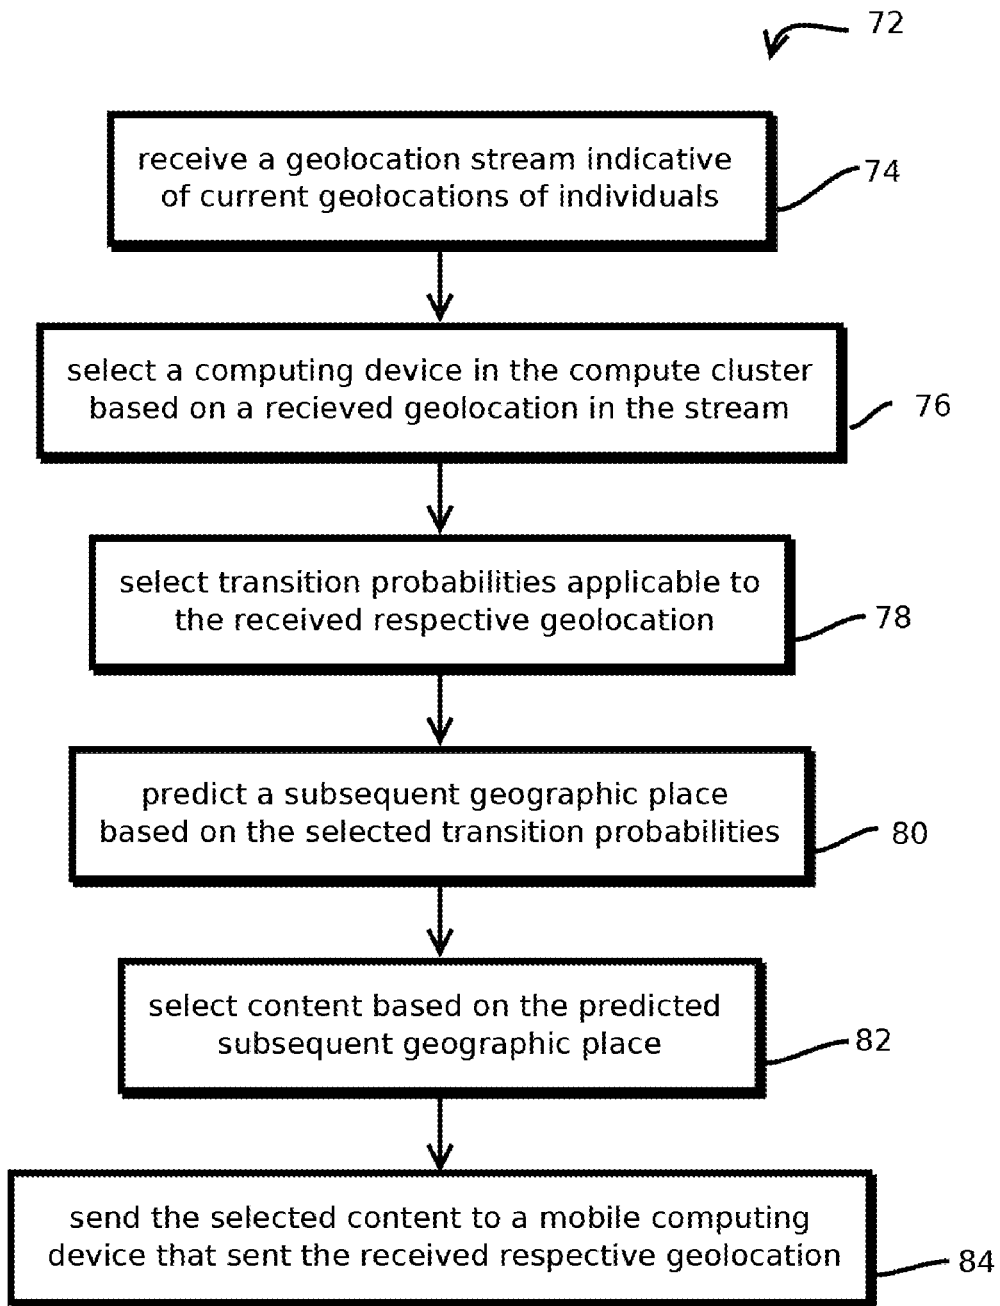 72
receive a geolocation stream indicative
of current geolocations of individuals
74
select a computing device in the compute cluster
based on a recieved geolocation in the stream
76
select transition probabilities applicable to
the received respective geolocation
78
predict a subsequent geographic place
based on the selected transition probabilities
80
select content based on the predicted
subsequent geographic place
82
send the selected content to a mobile computing
device that sent the received respective geolocation
84